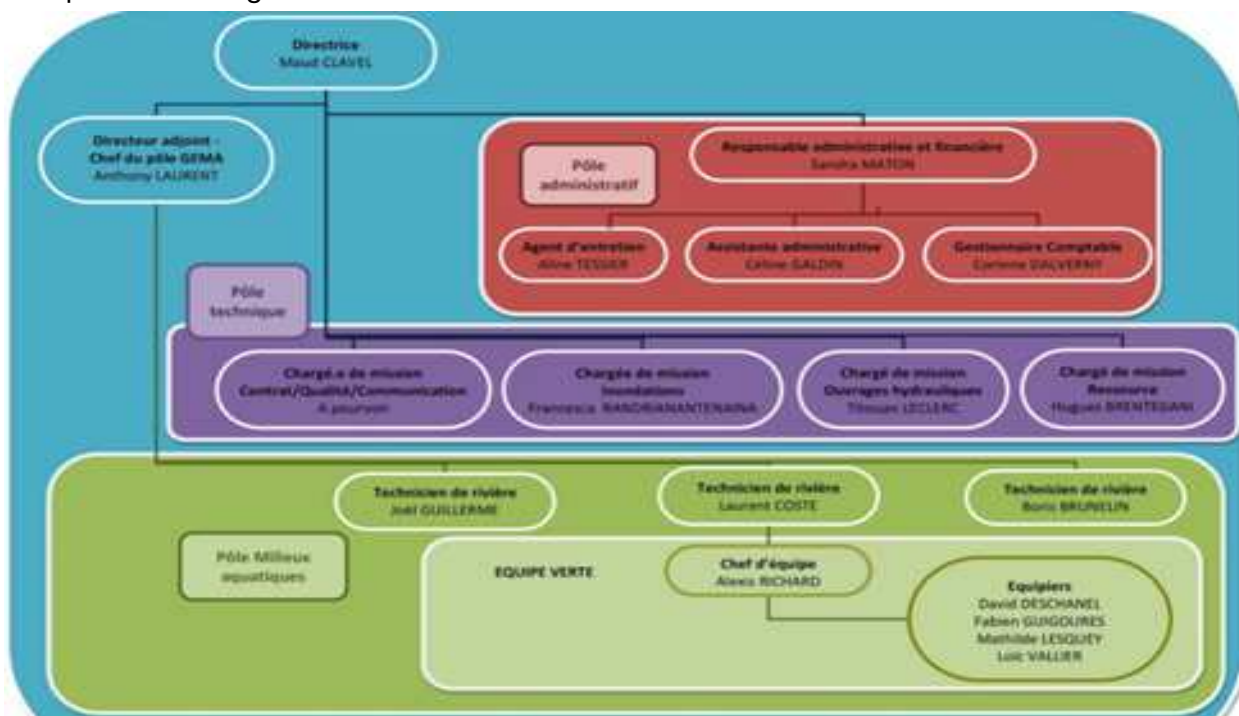 Directrice
Maud CLAVEL
Directeur adjoint -
Chef du pôle GEMA
Anthony LAURENT
Pôle
administratif
Responsable administrative et financière
Sandra MATON
Agent d'entretien
Aline TESSIER
Assistante administrative
Céline GALDIN
Gestionnaire Comptable
Corinne DALVERNY
Pôle
technique
Chargé.e de mission
Contrat/Qualité/Communication
A pourvoir
Chargée de mission
Inondations
Francesca RANDRIANANTENAINA
Chargé de mission
Ouvrages hydrauliques
Titouan LECLERC
Chargé de mission
Ressource
Hugues BRENTEGANI
Technicien de rivière
Joël GUILLERME
Technicien de rivière
Laurent COSTE
Technicien de rivière
Boris BRUNELIN
Pôle Milieux
aquatiques
EQUIPE VERTE
Chef d'équipe
Alexis RICHARD
Equipiers
David DESCHANEL
Fabien GUIGOURES
Mathilde LESQUEY
Loïc VALLIER